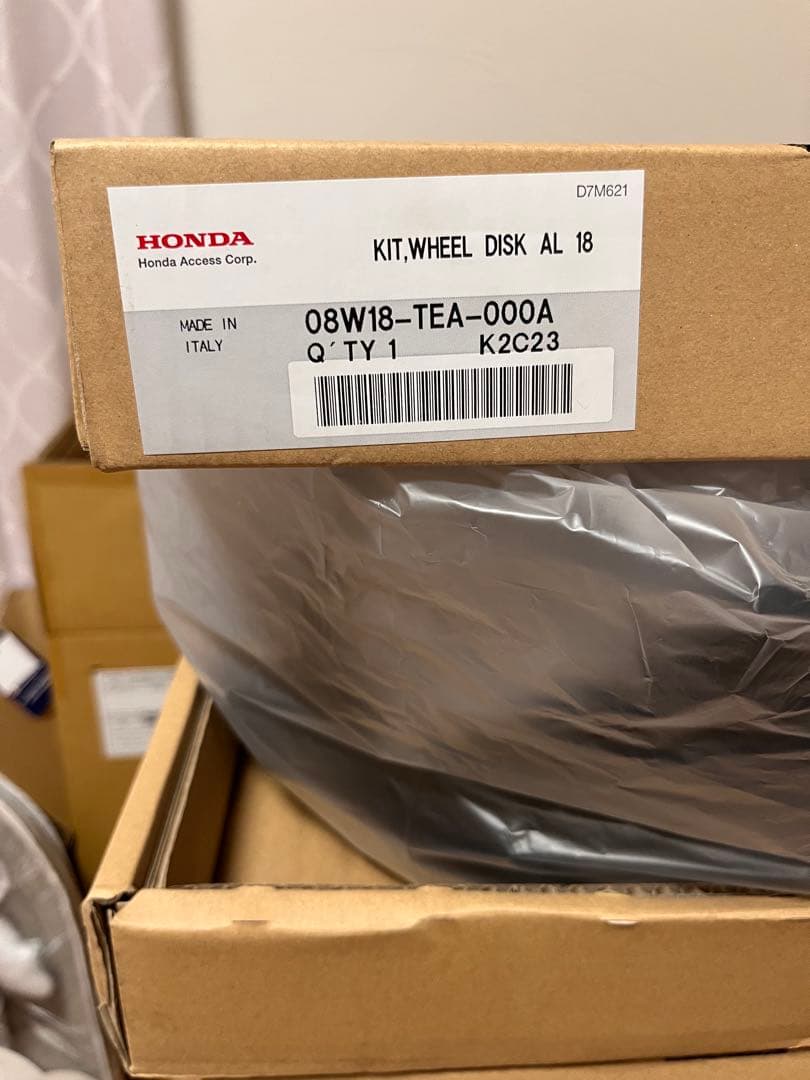 D7M621
HONDA
Honda Access Corp.
KIT,WHEEL DISK AL 18
MADE IN
ITALY
08W18-TEA-000A
Q´TY 1 K2C23